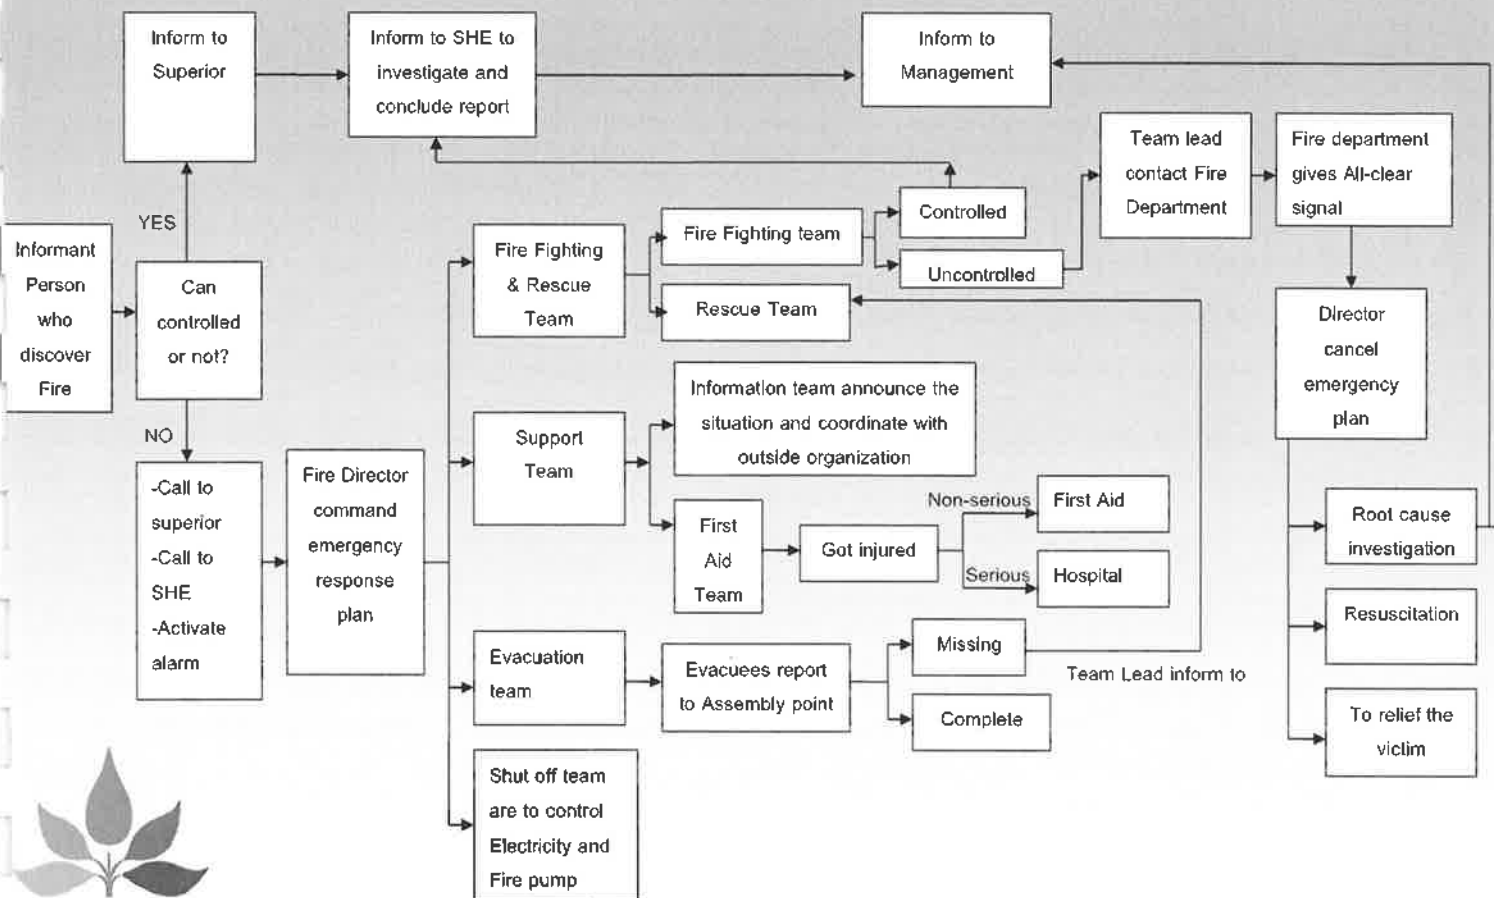 Inform to
Superior
Inform to SHE to
investigate and
conclude report
Inform to
Management
Team lead
contact Fire
Department
Fire department
gives All-clear
signal
YES
Informant
Person
who
discover
Fire
Can
controlled
or not?
NO
-Call to
superior
-Call to
SHE
-Activate
alarm
Fire Director
command
emergency
response
plan
Fire Fighting
& Rescue
Team
Fire Fighting team
Controlled
Uncontrolled
Rescue Team
Director
cancel
emergency
plan
Support
Team
Information team announce the
situation and coordinate with
outside organization
First
Aid
Team
Got injured
Non-serious
First Aid
Serious
Hospital
Root cause
investigation
Resuscitation
To relief the
victim
Evacuation
team
Evacuees report
to Assembly point
Missing
Team Lead inform to
Complete
Shut off team
are to control
Electricity and
Fire pump